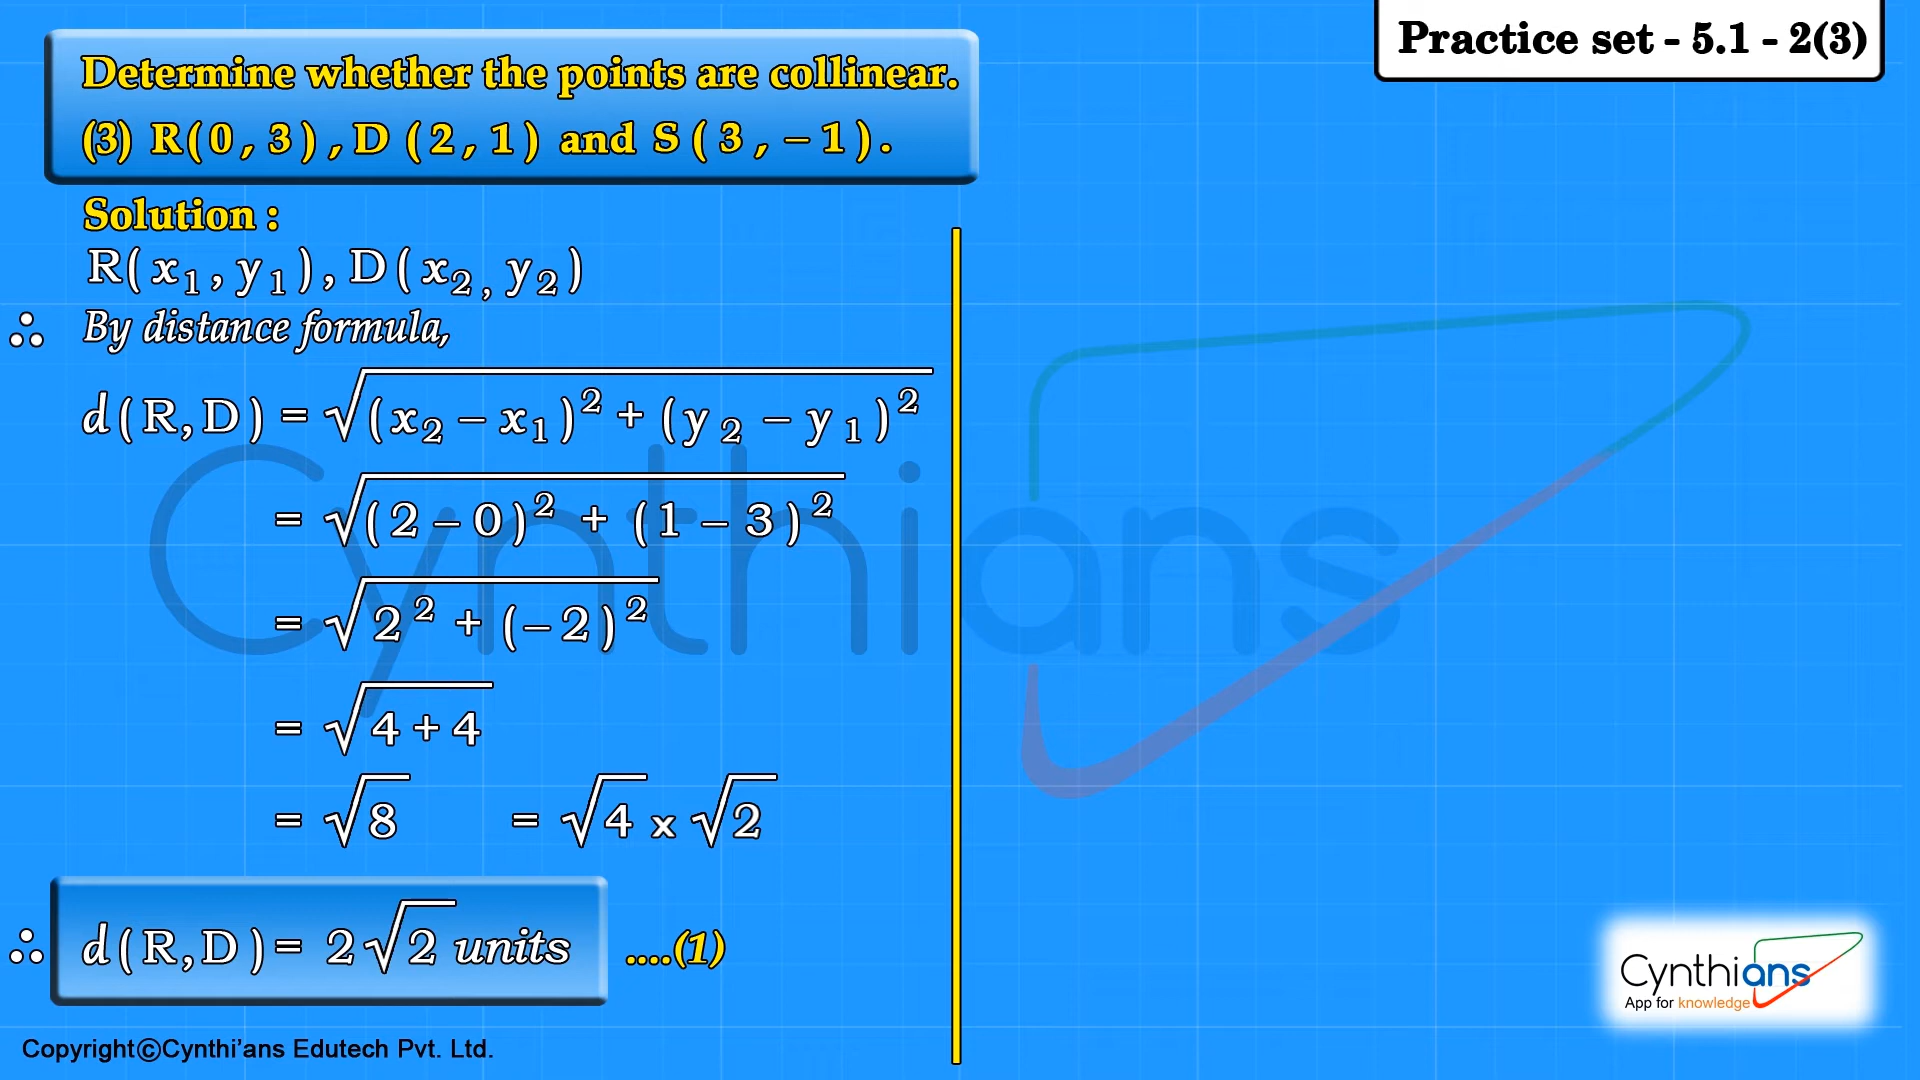 Practice set - 5.1 - 2(3)
Determine whether the points are collinear.
(3) R(0, 3), D (2, 1) and S (3, – 1).
Solution :
R(x₁, y₁), D(x₂, y₂)
∴ By distance formula,
d(R,D) = √(x₂ – x₁)² + (y₂ – y₁)²
= √(2 – 0)² + (1 – 3)²
= √2² + (– 2)²
= √4 + 4
= √8 = √4 x √2
∴ d(R,D) = 2√2 units ....(1)
Cynthians
Cynthians
App for knowledge
Copyright©Cynthi'ans Edutech Pvt. Ltd.